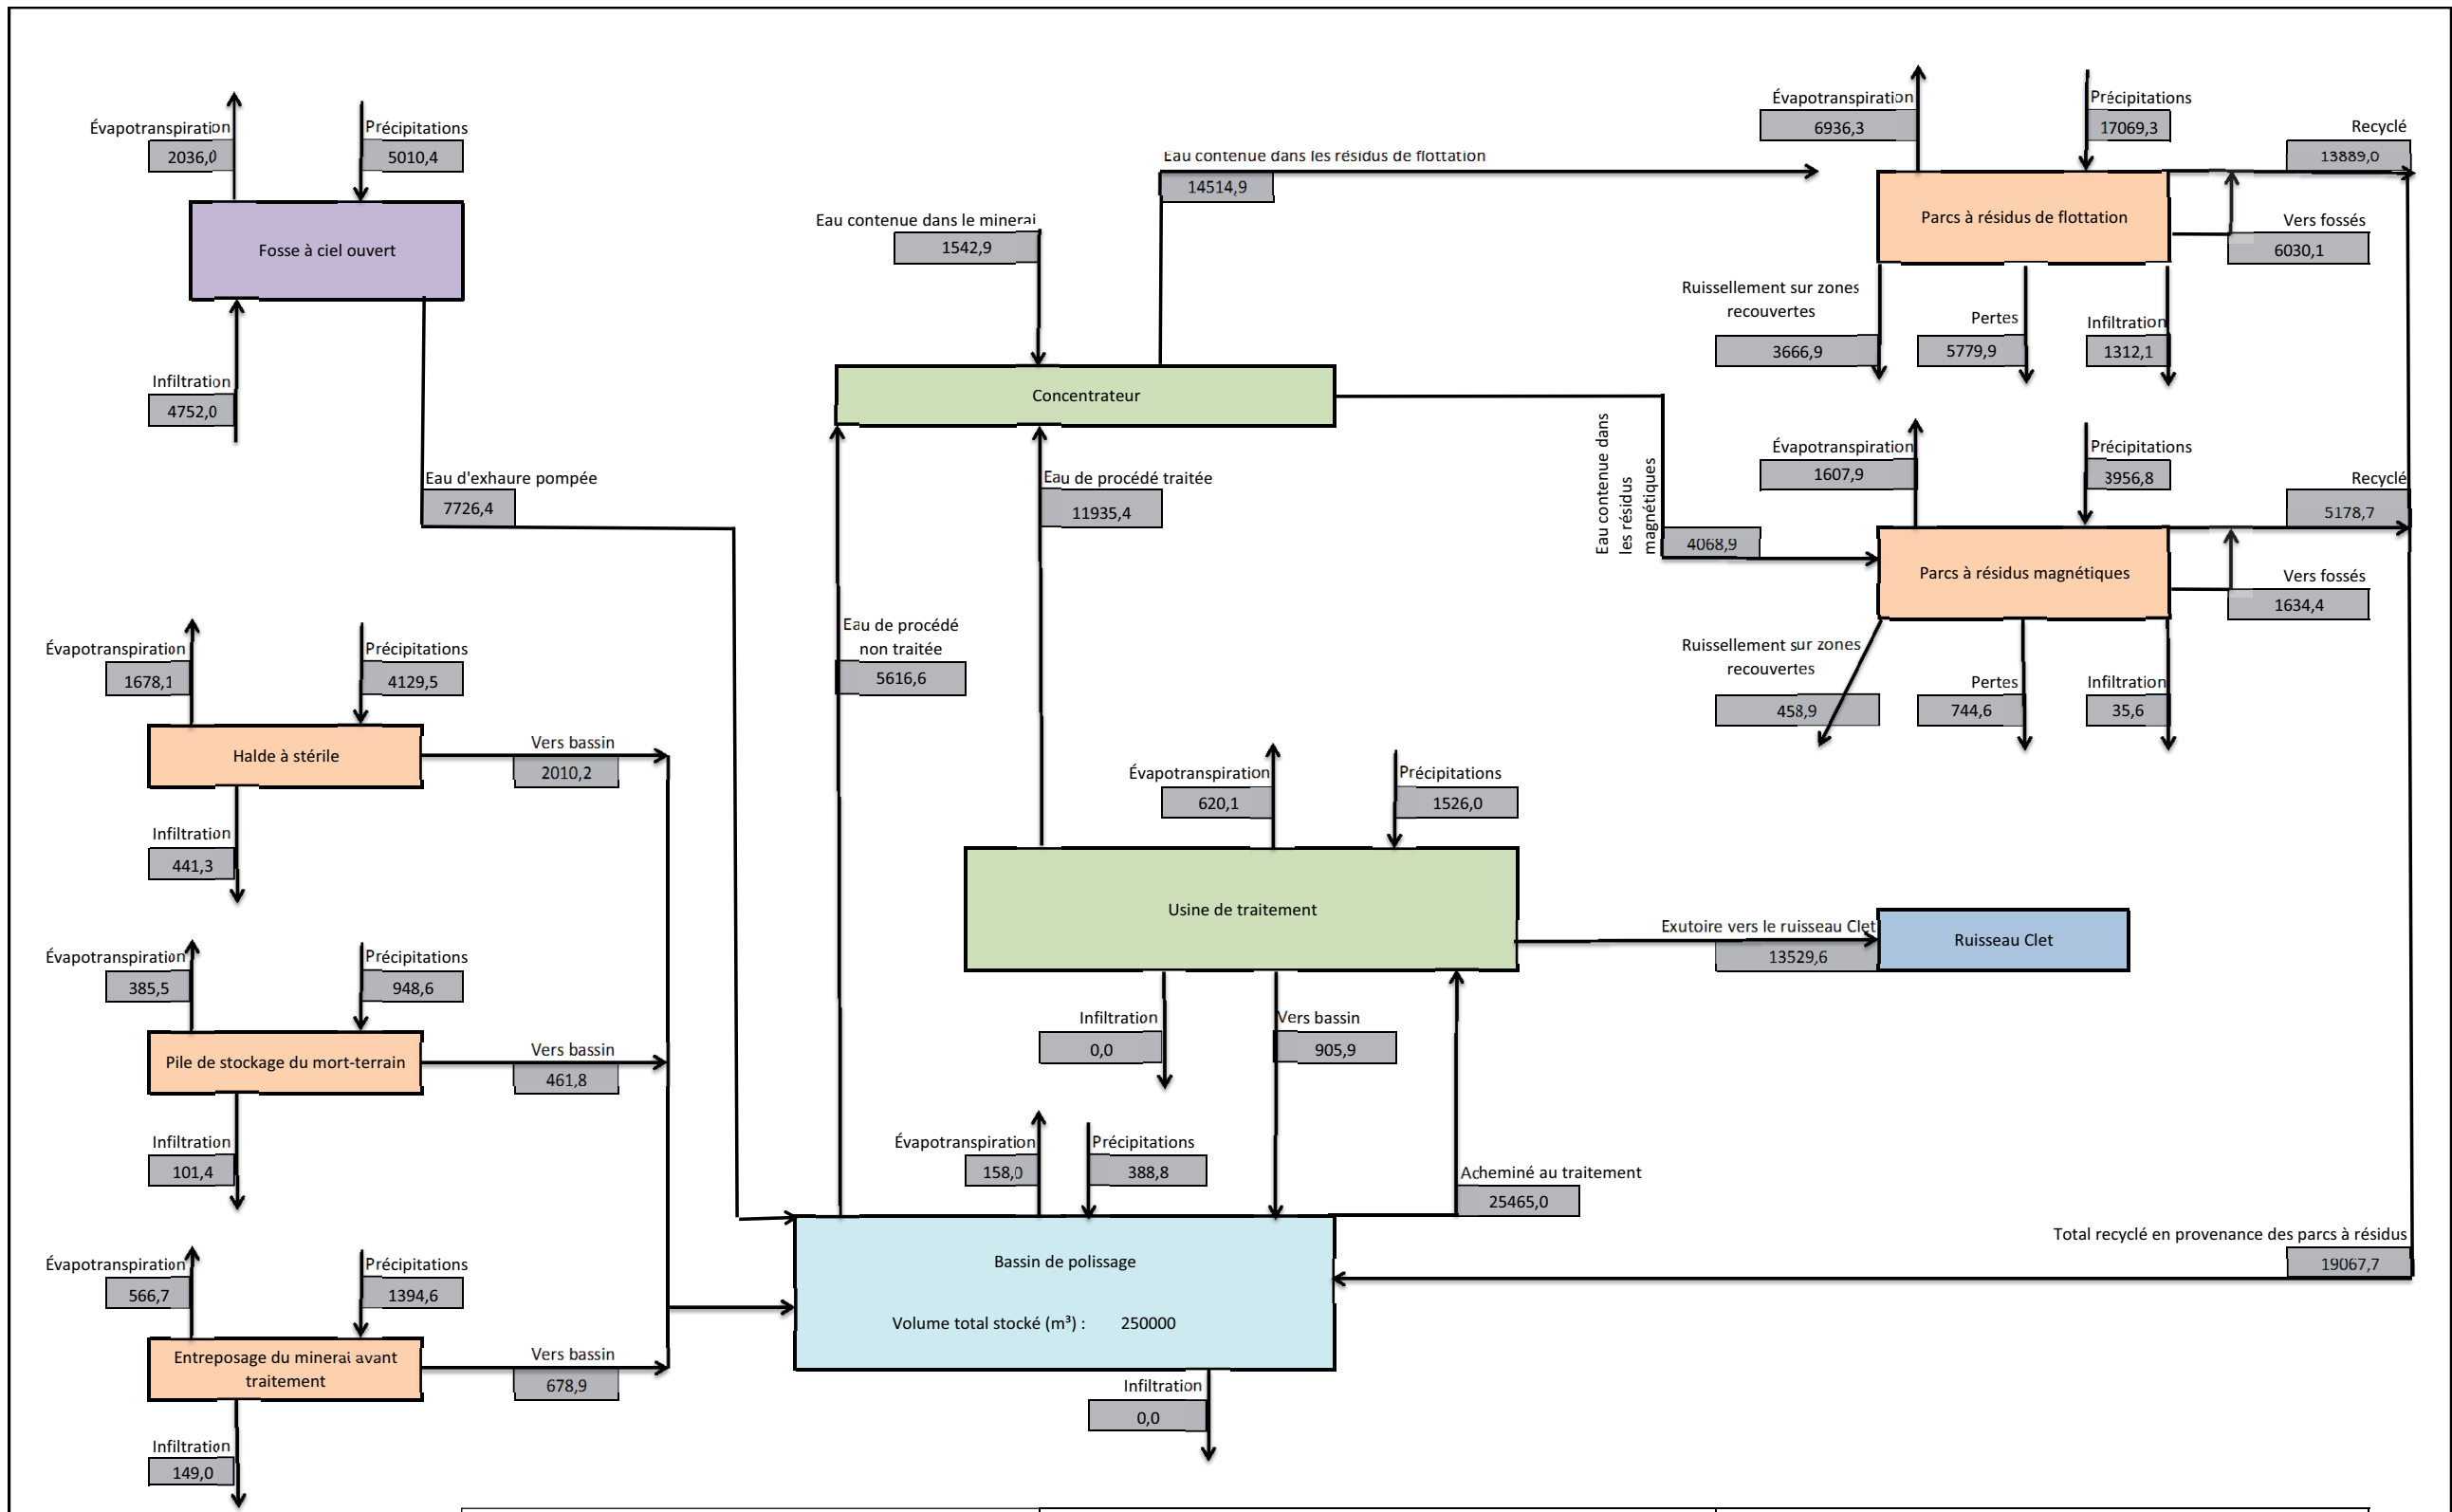 Évapotranspiration
2036,0
Précipitations
5010,4
Fosse à ciel ouvert
Infiltration
4752,0
Eau d'exhaure pompée
7726,4
Évapotranspiration
1678,1
Précipitations
4129,5
Halde à stérile
Vers bassin
2010,2
Infiltration
441,3
Évapotranspiration
385,5
Précipitations
948,6
Pile de stockage du mort-terrain
Vers bassin
461,8
Infiltration
101,4
Évapotranspiration
566,7
Précipitations
1394,6
Entreposage du minerai avant
traitement
Vers bassin
678,9
Infiltration
149,0
Eau contenue dans les résidus de flottation
14514,9
Eau contenue dans le minerai
1542,9
Concentrateur
Eau de procédé traitée
11935,4
Eau de procédé
non traitée
5616,6
Eau contenue dans
les résidus
magnétiques
4068,9
Évapotranspiration
620,1
Précipitations
1526,0
Usine de traitement
Exutoire vers le ruisseau Clet
13529,6
Ruisseau Clet
Infiltration
0,0
Vers bassin
905,9
Évapotranspiration
158,0
Précipitations
388,8
Acheminé au traitement
25465,0
Bassin de polissage
Volume total stocké (m³) : 250000
Infiltration
0,0
Évapotranspiration
6936,3
Précipitations
17069,3
Recyclé
13889,0
Parcs à résidus de flottation
Vers fossés
6030,1
Ruissellement sur zones
recouvertes
3666,9
Pertes
5779,9
Infiltration
1312,1
Évapotranspiration
1607,9
Précipitations
3956,8
Recyclé
5178,7
Parcs à résidus magnétiques
Vers fossés
1634,4
Ruissellement sur zones
recouvertes
458,9
Pertes
744,6
Infiltration
35,6
Total recyclé en provenance des parcs à résidus
19067,7